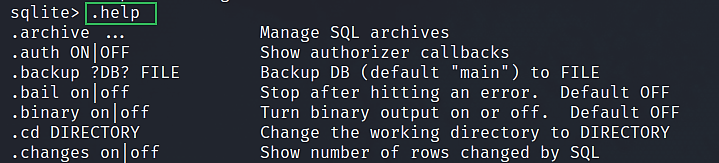 sqlite> .help
.archive ... Manage SQL archives
.auth ON|OFF Show authorizer callbacks
.backup ?DB? FILE Backup DB (default "main") to FILE
.bail on|off Stop after hitting an error.  Default OFF
.binary on|off Turn binary output on or off.  Default OFF
.cd DIRECTORY Change the working directory to DIRECTORY
.changes on|off Show number of rows changed by SQL